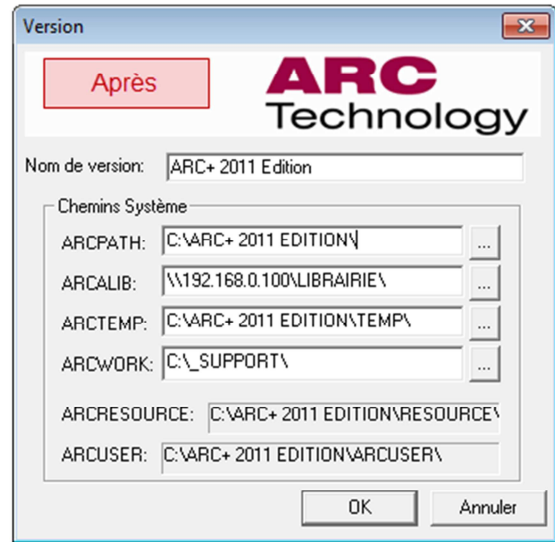 Version
Après
ARC
Technology
Nom de version: ARC+ 2011 Edition
Chemins Système
ARCPATH: C:\ARC+ 2011 EDITION\ ...
ARCALIB: \\192.168.0.100\LIBRAIRIE\ ...
ARCTEMP: C:\ARC+ 2011 EDITION\TEMP\ ...
ARCWORK: C:\_SUPPORT\ ...
ARCRESOURCE: C:\ARC+ 2011 EDITION\RESOURCE\
ARCUSER: C:\ARC+ 2011 EDITION\ARCUSER\
OK Annuler